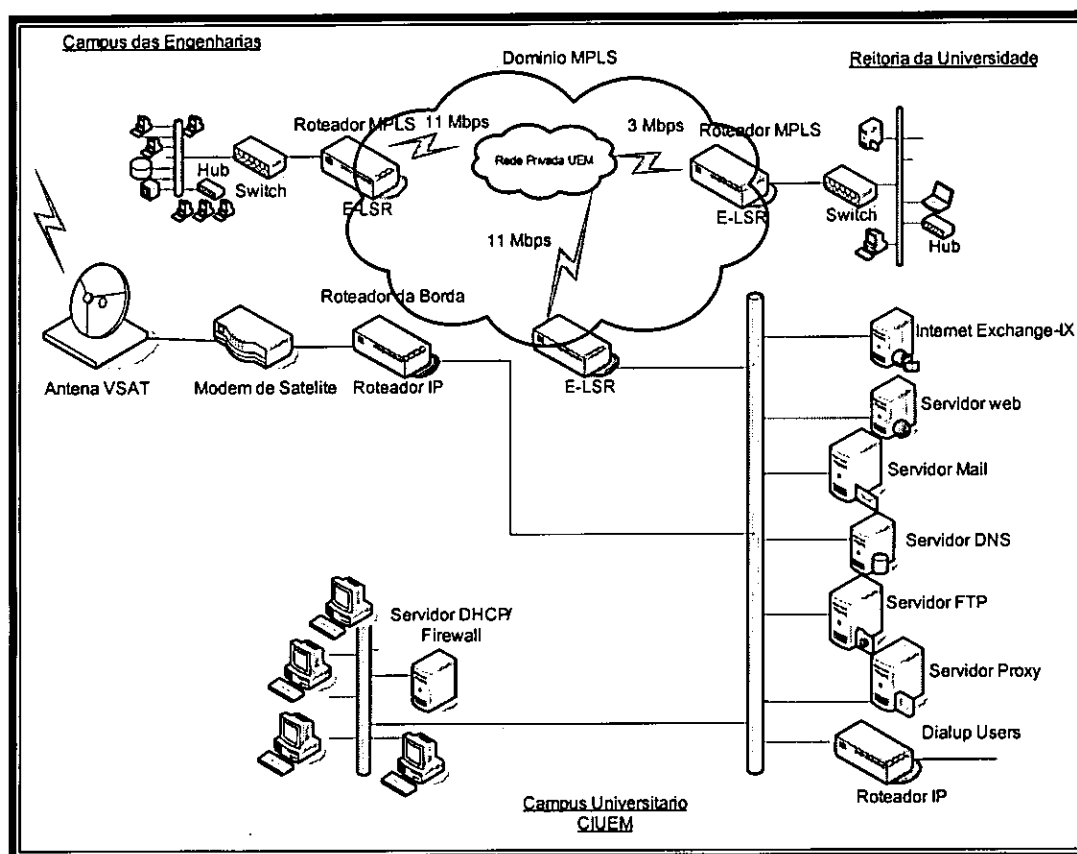 Campus das Engenharias
Dominio MPLS
Reitoria da Universidade
Roteador MPLS
11 Mbps
3 Mbps
Roteador MPLS
Rede Privada UEM
Hub
Switch
E-LSR
E-LSR
Switch
Hub
11 Mbps
Roteador da Borda
Antena VSAT
Modem de Satelite
Roteador IP
E-LSR
Internet Exchange-IX
Servidor web
Servidor Mail
Servidor DNS
Servidor FTP
Servidor DHCP/
Firewall
Servidor Proxy
Dialup Users
Roteador IP
Campus Universitario
CIUEM